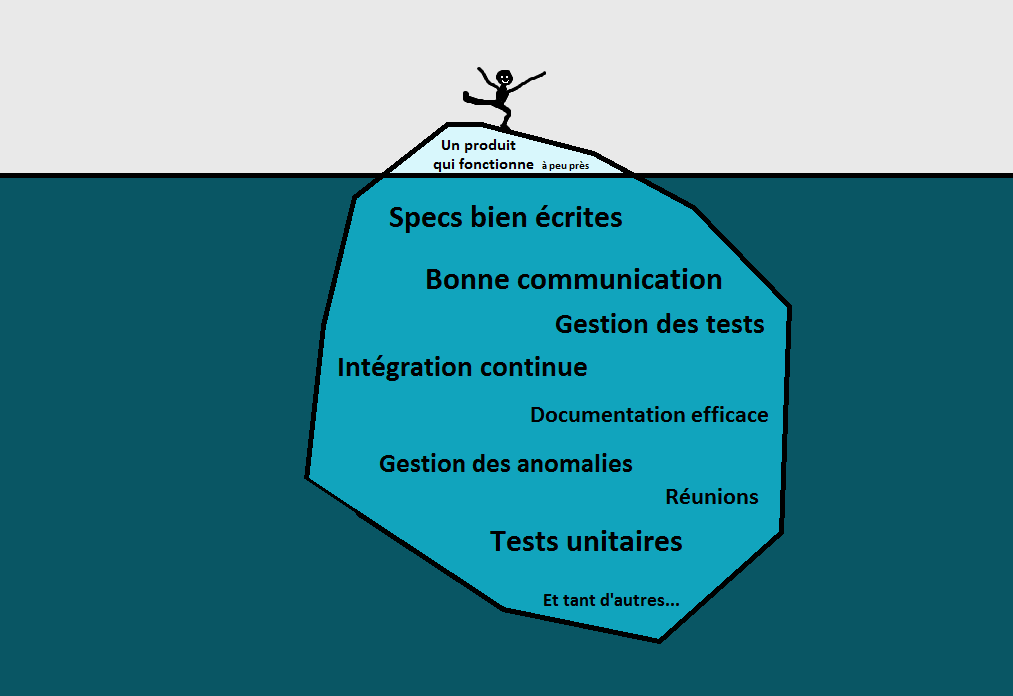 Un produit
qui fonctionne à peu près
Specs bien écrites
Bonne communication
Gestion des tests
Intégration continue
Documentation efficace
Gestion des anomalies
Réunions
Tests unitaires
Et tant d'autres...